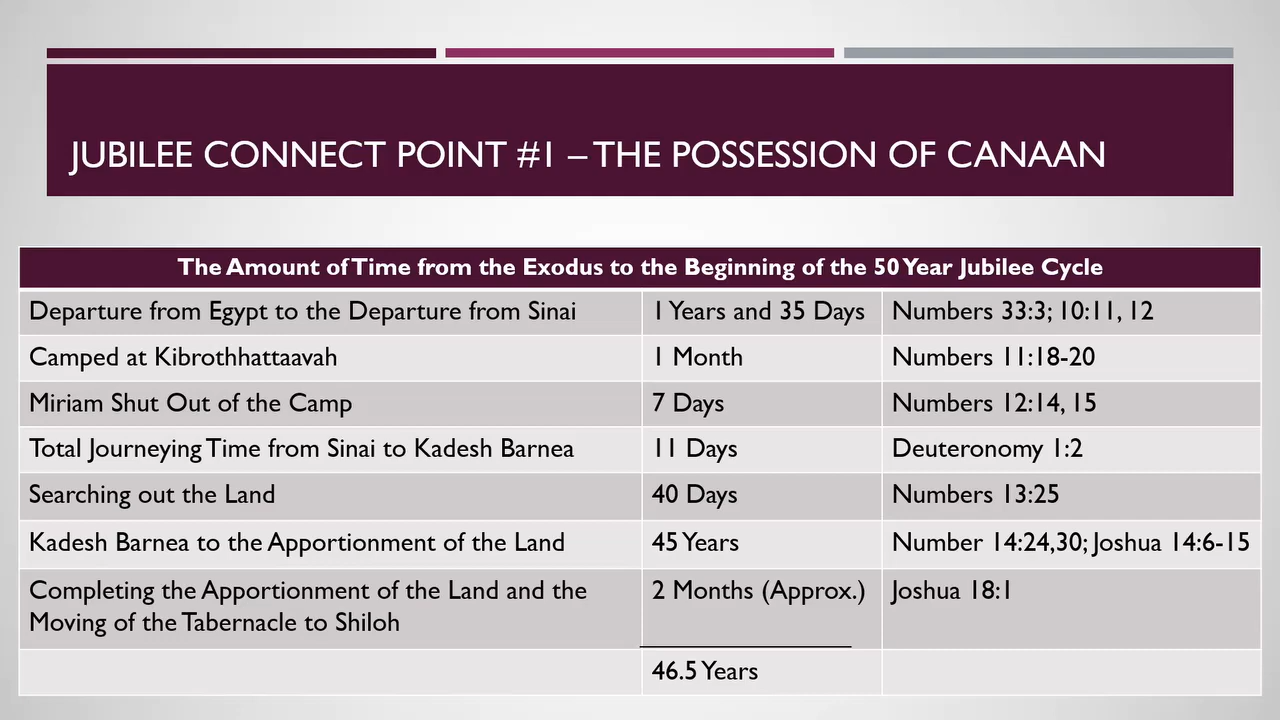 JUBILEE CONNECT POINT #1 – THE POSSESSION OF CANAAN
The Amount of Time from the Exodus to the Beginning of the 50 Year Jubilee Cycle
Departure from Egypt to the Departure from Sinai 1 Years and 35 Days Numbers 33:3; 10:11, 12
Camped at Kibrothhattaavah 1 Month Numbers 11:18-20
Miriam Shut Out of the Camp 7 Days Numbers 12:14, 15
Total Journeying Time from Sinai to Kadesh Barnea 11 Days Deuteronomy 1:2
Searching out the Land 40 Days Numbers 13:25
Kadesh Barnea to the Apportionment of the Land 45 Years Number 14:24,30; Joshua 14:6-15
Completing the Apportionment of the Land and the 2 Months (Approx.) Joshua 18:1
Moving of the Tabernacle to Shiloh
46.5 Years